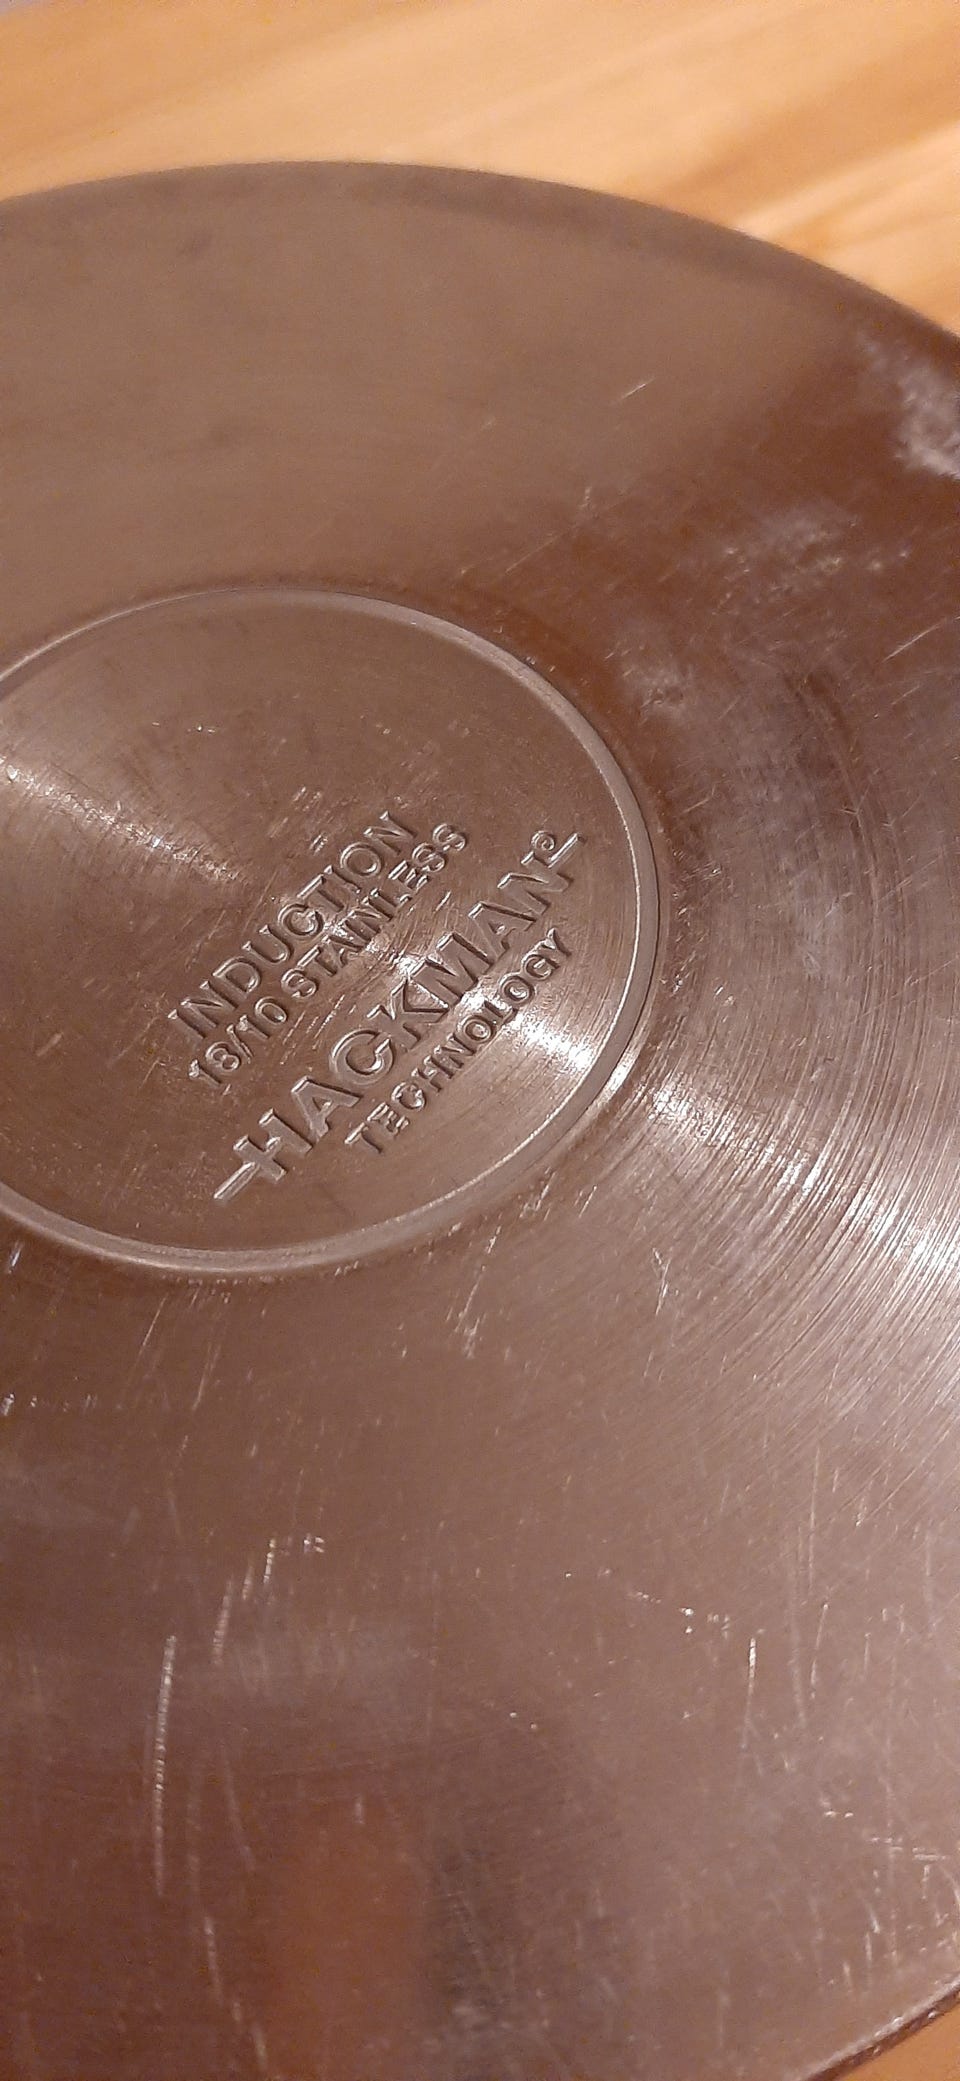 INDUCTION
18/10 STAINLESS
HACKMAN®
TECHNOLOGY